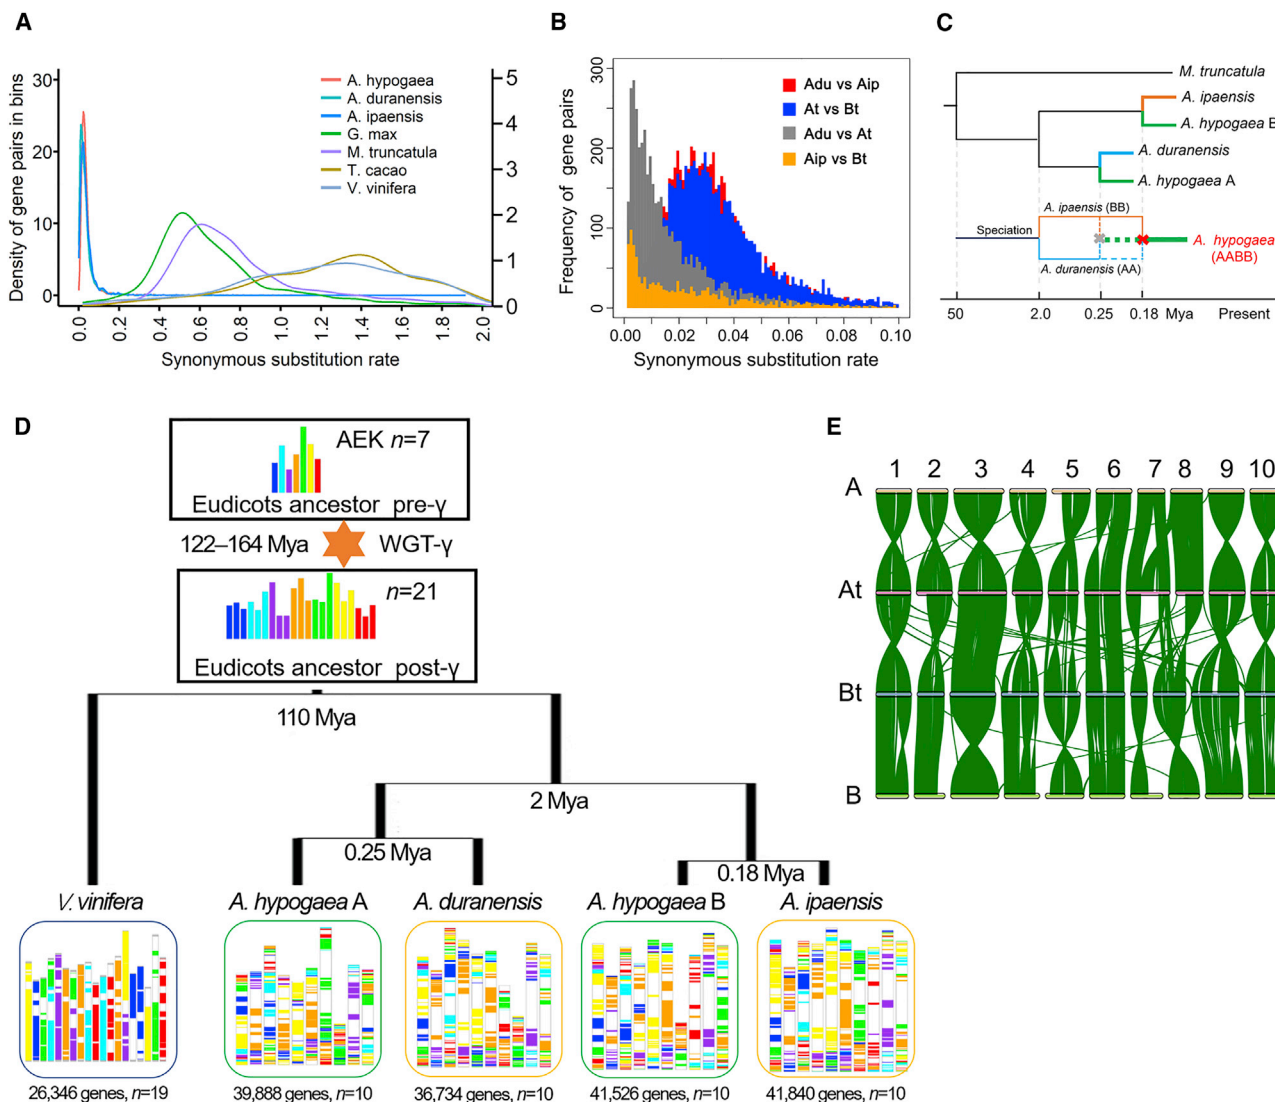 A
Density of gene pairs in bins
30
20
10
0
5
4
3
2
1
0
A. hypogaea
A. duranensis
A. ipaensis
G. max
M. truncatula
T. cacao
V. vinifera
0.0 0.2 0.4 0.6 0.8 1.0 1.2 1.4 1.6 1.8 2.0
Synonymous substitution rate
B
Frequency of gene pairs
300
200
100
0
Adu vs Aip
At vs Bt
Adu vs At
Aip vs Bt
0.00 0.02 0.04 0.06 0.08 0.10
Synonymous substitution rate
C
M. truncatula
A. ipaensis
A. hypogaea B
A. duranensis
A. hypogaea A
A. ipaensis (BB)
Speciation
A. hypogaea
(AABB)
A. duranensis (AA)
50 2.0 0.25 0.18 Mya Present
D
AEK n=7
Eudicots ancestor pre-γ
122–164 Mya WGT-γ
n=21
Eudicots ancestor post-γ
110 Mya
2 Mya
0.25 Mya
0.18 Mya
V. vinifera A. hypogaea A A. duranensis A. hypogaea B A. ipaensis
26,346 genes, n=19 39,888 genes, n=10 36,734 genes, n=10 41,526 genes, n=10 41,840 genes, n=10
E
1 2 3 4 5 6 7 8 9 10
A
At
Bt
B